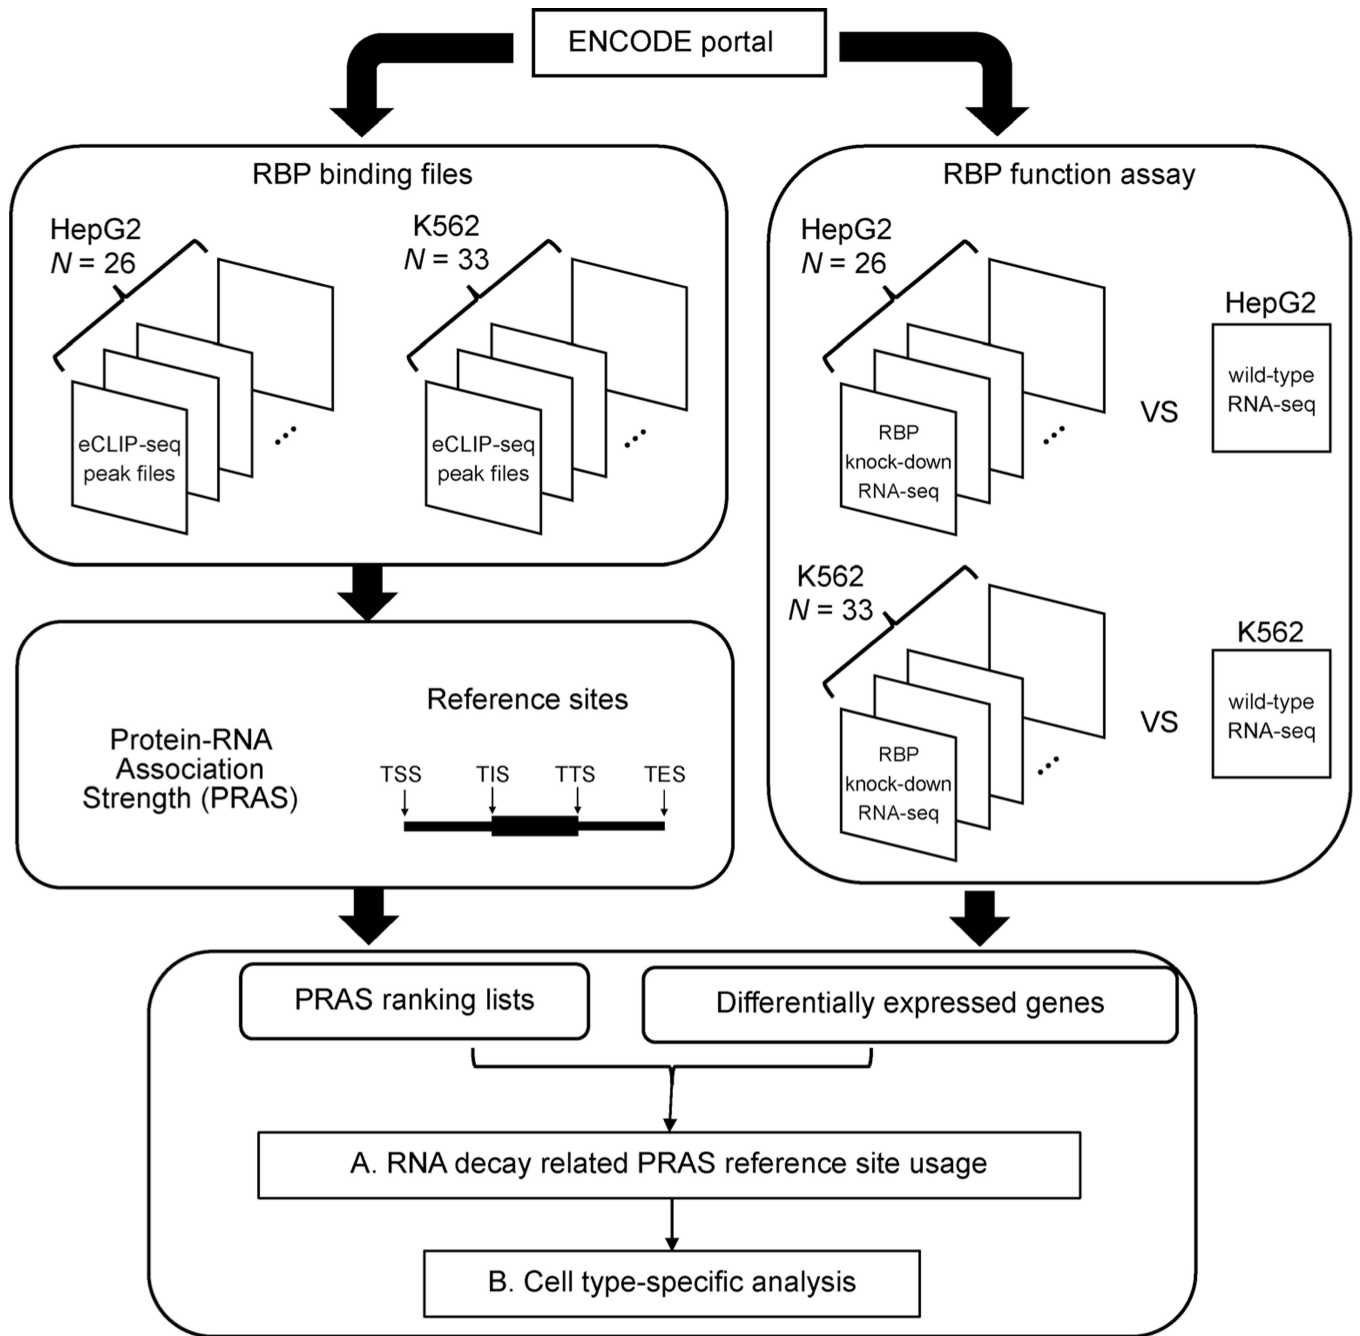 ENCODE portal
RBP binding files
HepG2
N = 26
K562
N = 33
eCLIP-seq
peak files
eCLIP-seq
peak files
RBP function assay
HepG2
N = 26
RBP
knock-down
RNA-seq
VS
HepG2
wild-type
RNA-seq
K562
N = 33
RBP
knock-down
RNA-seq
VS
K562
wild-type
RNA-seq
Protein-RNA
Association
Strength (PRAS)
Reference sites
TSS TIS TTS TES
PRAS ranking lists
Differentially expressed genes
A. RNA decay related PRAS reference site usage
B. Cell type-specific analysis